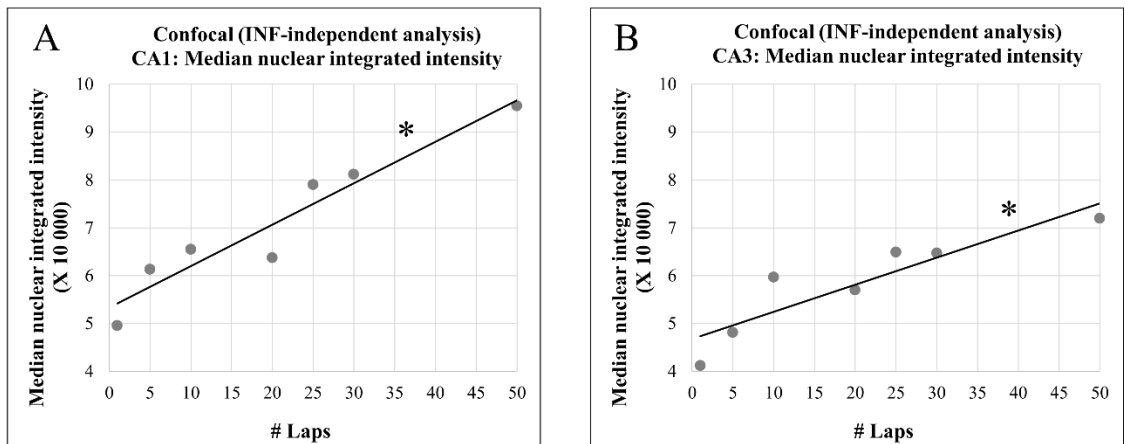 A
Confocal (INF-independent analysis)
CA1: Median nuclear integrated intensity
Median nuclear integrated intensity
(X 10 000)
10
9
8
7
6
5
4
*
0 5 10 15 20 25 30 35 40 45 50
# Laps
B
Confocal (INF-independent analysis)
CA3: Median nuclear integrated intensity
Median nuclear integrated intensity
(X 10 000)
10
9
8
7
6
5
4
*
0 5 10 15 20 25 30 35 40 45 50
# Laps